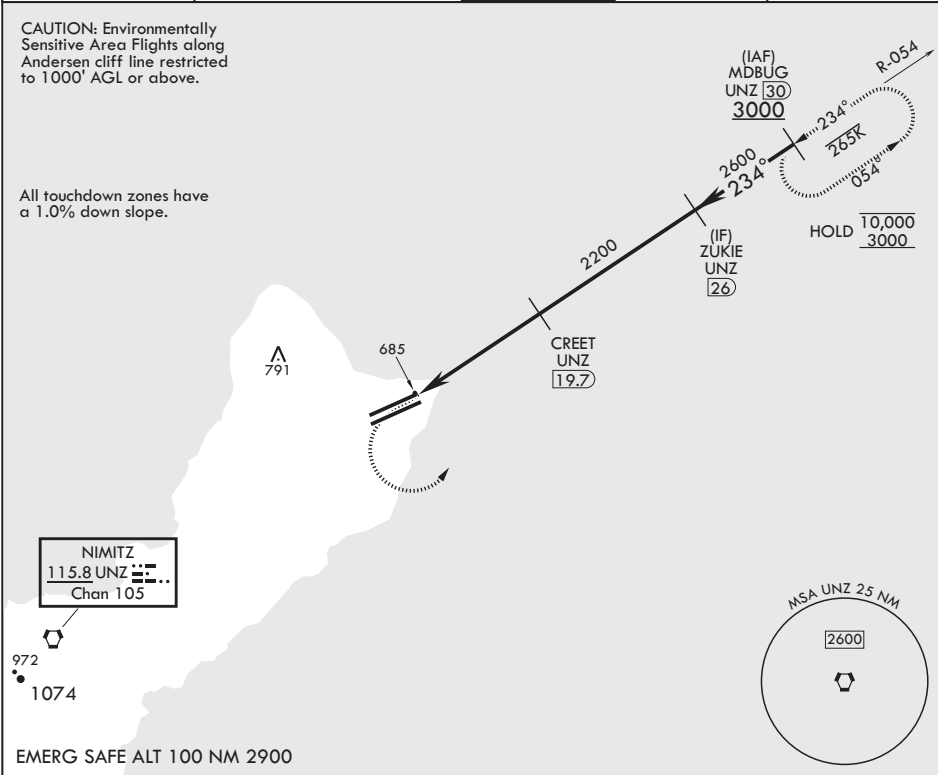 CAUTION: Environmentally
Sensitive Area Flights along
Andersen cliff line restricted
to 1000' AGL or above.
(IAF)
MDBUG
UNZ 30
3000
R-054
234°
265K
054°
HOLD 10,000
3000
2600
234°
All touchdown zones have
a 1.0% down slope.
(IF)
ZUKIE
UNZ
26
2200
CREET
UNZ
19.7
685
791
NIMITZ
115.8 UNZ
Chan 105
972
1074
MSA UNZ 25 NM
2600
EMERG SAFE ALT 100 NM 2900